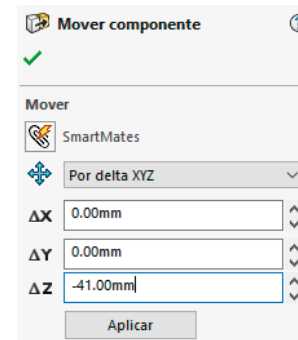 Mover componente
Mover
SmartMates
Por delta XYZ
ΔX 0.00mm
ΔY 0.00mm
ΔZ -41.00mm
Aplicar